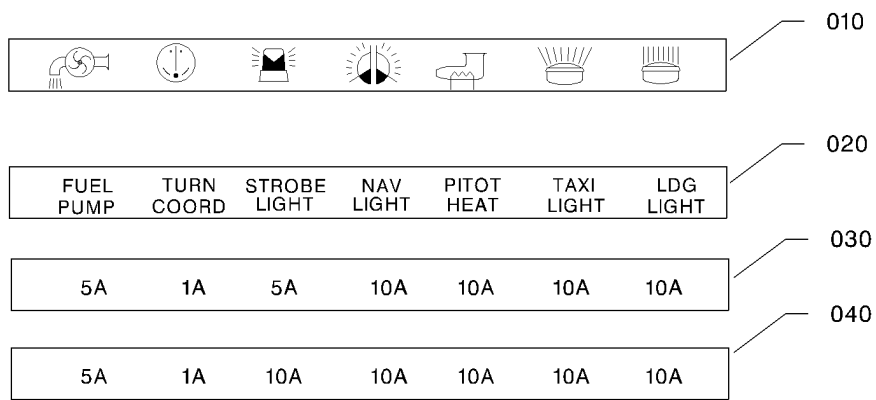 010
020
FUEL PUMP TURN COORD STROBE LIGHT NAV LIGHT PITOT HEAT TAXI LIGHT LDG LIGHT
030
5A 1A 5A 10A 10A 10A 10A
040
5A 1A 10A 10A 10A 10A 10A